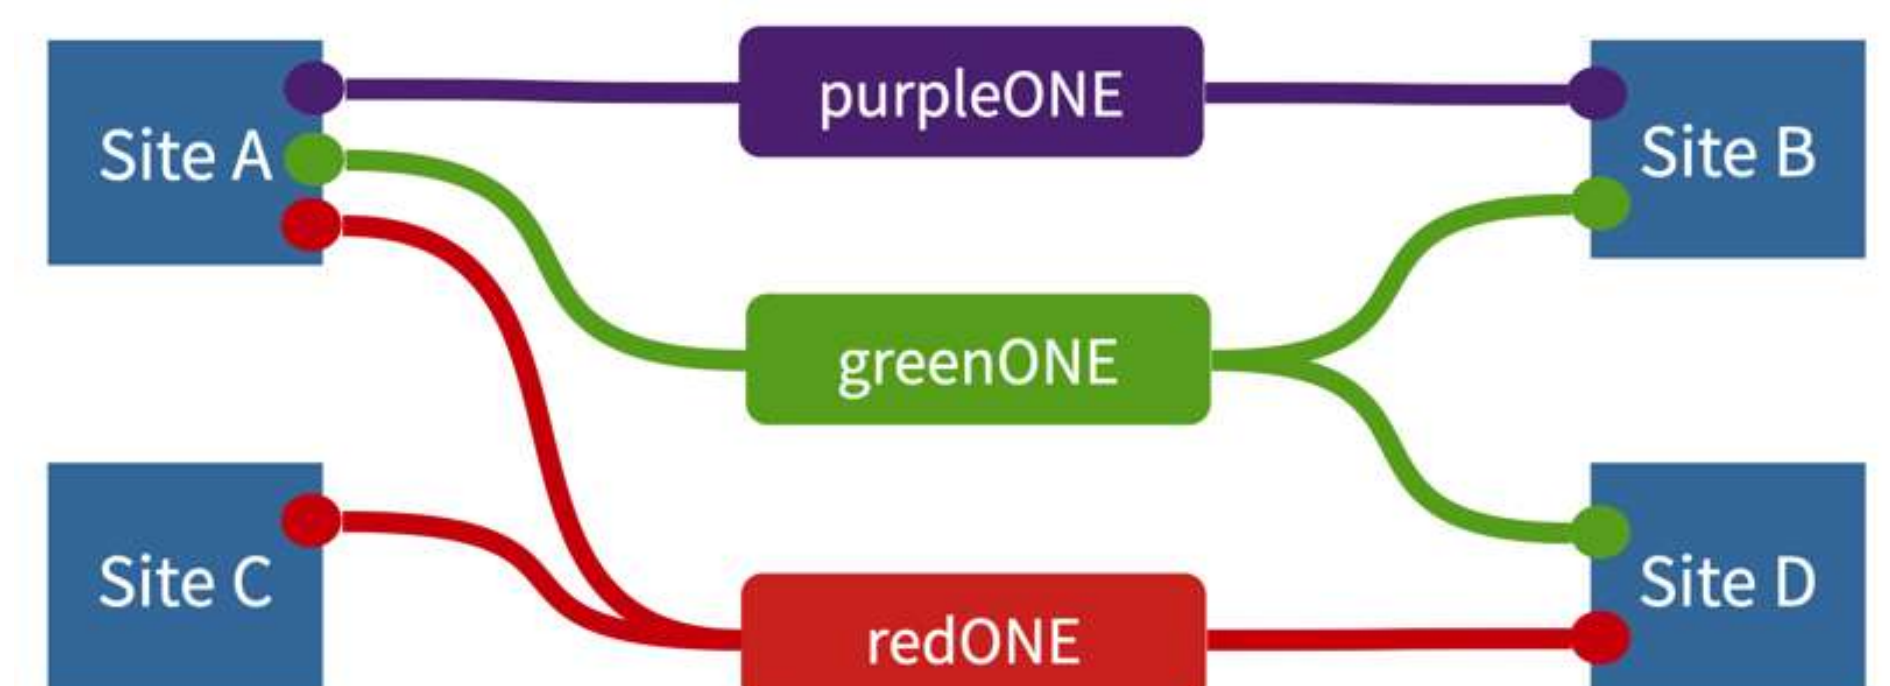 purpleONE
Site A
Site B
greenONE
Site C
Site D
redONE